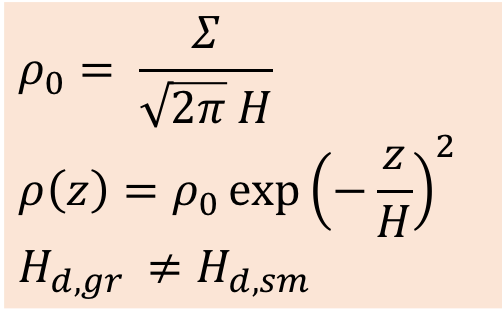 ρ₀ = Σ / (√(2π) H)
ρ(z) = ρ₀ exp (− z/H)²
H_{d,gr} ≠ H_{d,sm}